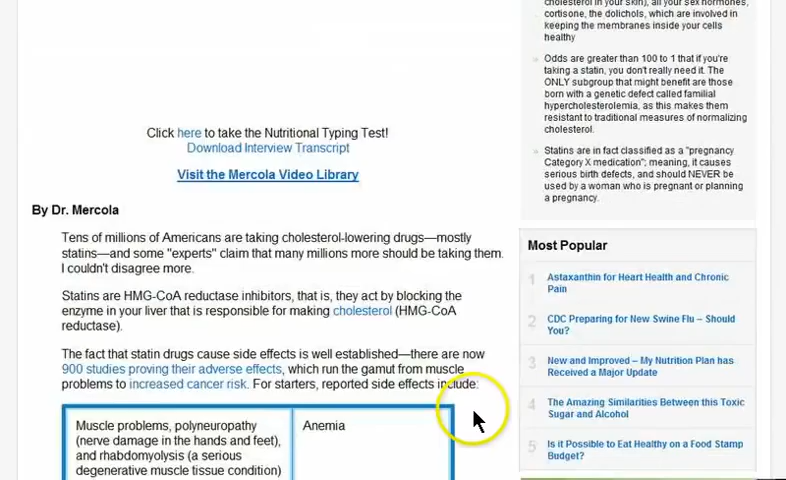 cholesterol in your skin), all your sex hormones,
cortisone, the dolichols, which are involved in
keeping the membranes inside your cells
healthy
Odds are greater than 100 to 1 that if you're
taking a statin, you don't really need it. The
ONLY subgroup that might benefit are those
born with a genetic defect called familial
hypercholesterolemia, as this makes them
resistant to traditional measures of normalizing
cholesterol.
Statins are in fact classified as a "pregnancy
Category X medication"; meaning, it causes
serious birth defects, and should NEVER be
used by a woman who is pregnant or planning
a pregnancy.
Click here to take the Nutritional Typing Test!
Download Interview Transcript
Visit the Mercola Video Library
By Dr. Mercola
Tens of millions of Americans are taking cholesterol-lowering drugs—mostly
statins—and some "experts" claim that many millions more should be taking them.
I couldn't disagree more.
Statins are HMG-CoA reductase inhibitors, that is, they act by blocking the
enzyme in your liver that is responsible for making cholesterol (HMG-CoA
reductase).
The fact that statin drugs cause side effects is well established—there are now
900 studies proving their adverse effects, which run the gamut from muscle
problems to increased cancer risk. For starters, reported side effects include:
Muscle problems, polyneuropathy
(nerve damage in the hands and feet),
and rhabdomyolysis (a serious
degenerative muscle tissue condition)
Anemia
Most Popular
1 Astaxanthin for Heart Health and Chronic
Pain
2 CDC Preparing for New Swine Flu – Should
You?
3 New and Improved – My Nutrition Plan has
Received a Major Update
4 The Amazing Similarities Between this Toxic
Sugar and Alcohol
5 Is it Possible to Eat Healthy on a Food Stamp
Budget?